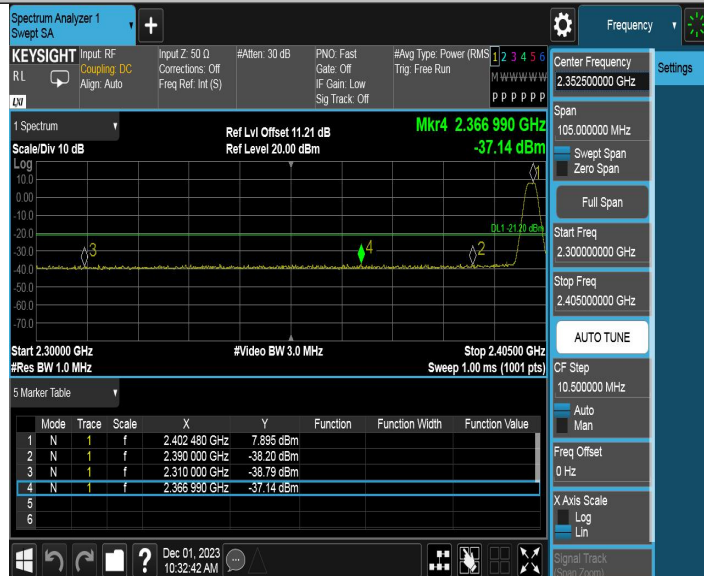 Spectrum Analyzer 1
Swept SA
+
Frequency
KEYSIGHT
RL
LXI
Input: RF
Coupling: DC
Align: Auto
Input Z: 50 Ω
Corrections: Off
Freq Ref: Int (S)
#Atten: 30 dB
PNO: Fast
Gate: Off
IF Gain: Low
Sig Track: Off
#Avg Type: Power (RMS
Trig: Free Run
1 2 3 4 5 6
M W W W W W
P P P P P P
1 Spectrum
Scale/Div 10 dB
Ref Lvl Offset 11.21 dB
Ref Level 20.00 dBm
Mkr4 2.366 990 GHz
-37.14 dBm
Log
10.0
0.00
-10.0
-20.0
-30.0
-40.0
-50.0
-60.0
-70.0
1
DL1 -21.20 dBm
3
4
2
Start 2.30000 GHz
#Video BW 3.0 MHz
Stop 2.40500 GHz
#Res BW 1.0 MHz
Sweep 1.00 ms (1001 pts)
5 Marker Table
Mode Trace Scale X Y Function Function Width Function Value
1 N 1 f 2.402 480 GHz 7.895 dBm
2 N 1 f 2.390 000 GHz -38.20 dBm
3 N 1 f 2.310 000 GHz -38.79 dBm
4 N 1 f 2.366 990 GHz -37.14 dBm
5
6
? Dec 01, 2023
10:32:42 AM
Center Frequency
2.352500000 GHz
Settings
Span
105.000000 MHz
Swept Span
Zero Span
Full Span
Start Freq
2.300000000 GHz
Stop Freq
2.405000000 GHz
AUTO TUNE
CF Step
10.500000 MHz
Auto
Man
Freq Offset
0 Hz
X Axis Scale
Log
Lin
Signal Track
(Span Zoom)